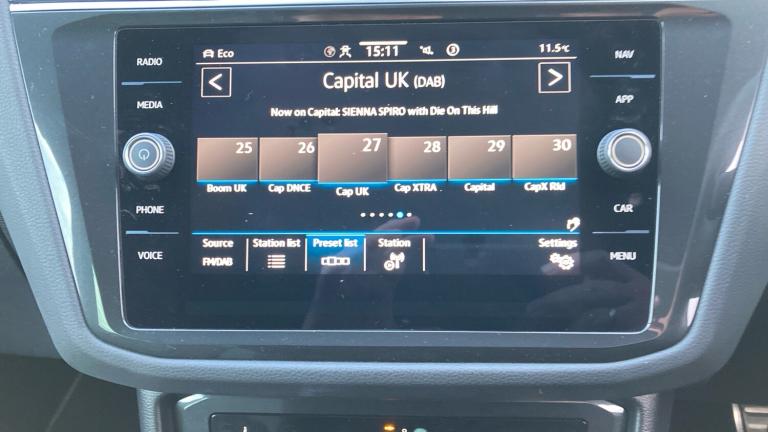 RADIO
MEDIA
PHONE
VOICE
Eco
15:11
3
11.5°C
<
Capital UK (DAB)
>
Now on Capital: SIENNA SPIRO with Die On This Hill
25 26 27 28 29 30
Boom UK Cap DNCE Cap UK Cap XTRA Capital CapX Rld
Source Station list Preset list Station Settings
FM/DAB
NAV
APP
CAR
MENU